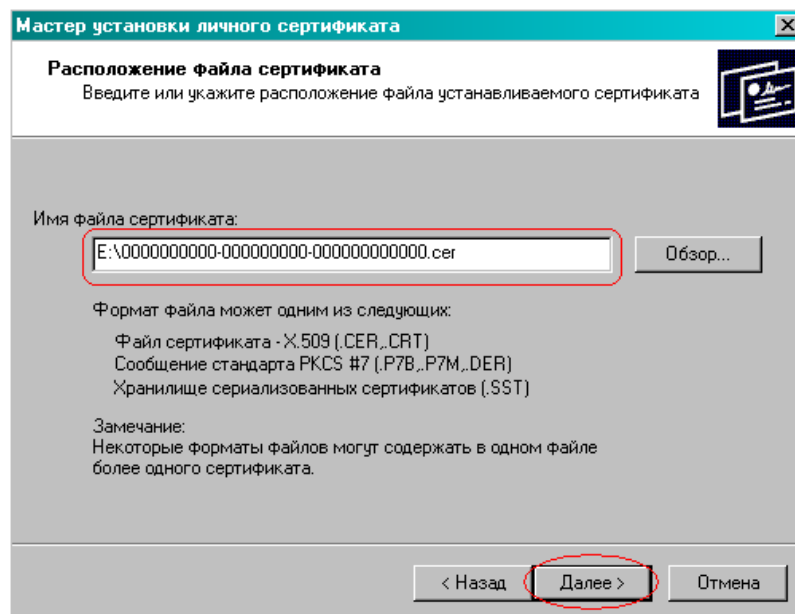 Мастер установки личного сертификата
Расположение файла сертификата
Введите или укажите расположение файла устанавливаемого сертификата
Имя файла сертификата:
E:\0000000000-000000000-000000000000.cer
Обзор...
Формат файла может одним из следующих:
Файл сертификата - X.509 (.CER,.CRT)
Сообщение стандарта PKCS #7 (.P7B,.P7M,.DER)
Хранилище сериализованных сертификатов (.SST)
Замечание:
Некоторые форматы файлов могут содержать в одном файле
более одного сертификата.
< Назад
Далее >
Отмена